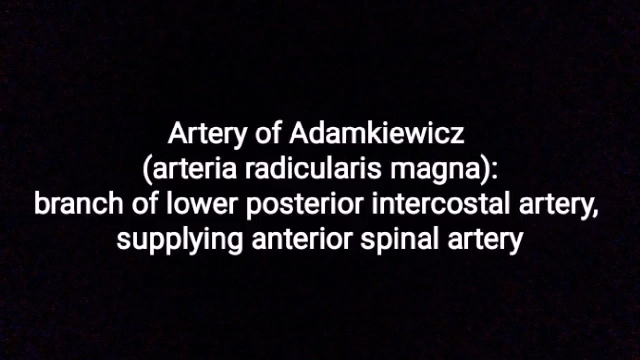 Artery of Adamkiewicz
(arteria radicularis magna):
branch of lower posterior intercostal artery,
supplying anterior spinal artery